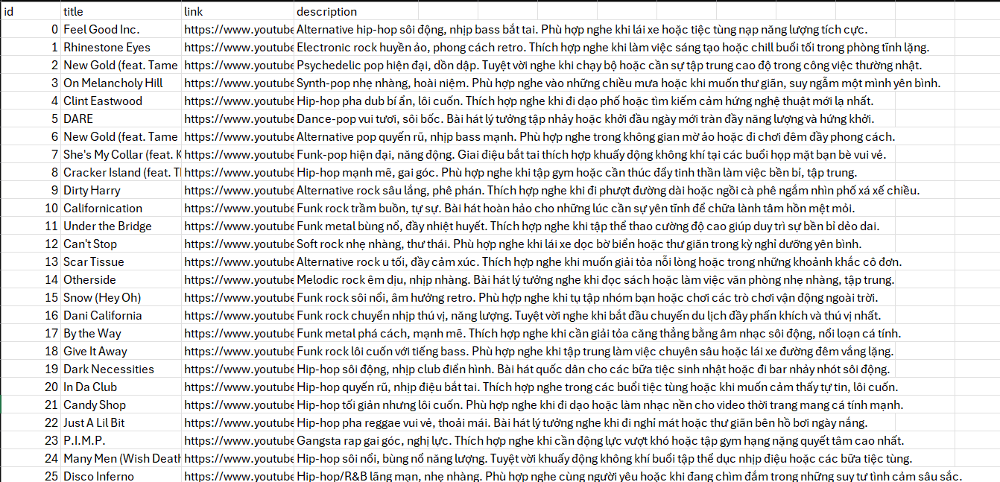 id title link description
0 Feel Good Inc. https://www.youtube Alternative hip-hop sôi động, nhịp bass bắt tai. Phù hợp nghe khi lái xe hoặc tiệc tùng nạp năng lượng tích cực.
1 Rhinestone Eyes https://www.youtube Electronic rock huyền ảo, phong cách retro. Thích hợp nghe khi làm việc sáng tạo hoặc chill buổi tối trong phòng tĩnh lặng.
2 New Gold (feat. Tame https://www.youtube Psychedelic pop hiện đại, dồn dập. Tuyệt vời nghe khi chạy bộ hoặc cần sự tập trung cao độ trong công việc thường nhật.
3 On Melancholy Hill https://www.youtube Synth-pop nhẹ nhàng, hoài niệm. Phù hợp nghe vào những chiều mưa hoặc khi muốn thư giãn, suy ngẫm một mình yên bình.
4 Clint Eastwood https://www.youtube Hip-hop pha dub bí ẩn, lôi cuốn. Thích hợp nghe khi đi dạo phố hoặc tìm kiếm cảm hứng nghệ thuật mới lạ nhất.
5 DARE https://www.youtube Dance-pop vui tươi, sôi bốc. Bài hát lý tưởng tập nhảy hoặc khởi đầu ngày mới tràn đầy năng lượng và hứng khởi.
6 New Gold (feat. Tame https://www.youtube Alternative pop quyến rũ, nhịp bass mạnh. Phù hợp nghe trong không gian mờ ảo hoặc đi chơi đêm đầy phong cách.
7 She's My Collar (feat. K https://www.youtube Funk-pop hiện đại, năng động. Giai điệu bắt tai thích hợp khuấy động không khí tại các buổi họp mặt bạn bè vui vẻ.
8 Cracker Island (feat. T https://www.youtube Hip-hop mạnh mẽ, gai góc. Phù hợp nghe khi tập gym hoặc cần thúc đẩy tinh thần làm việc bền bỉ, tập trung.
9 Dirty Harry https://www.youtube Alternative rock sâu lắng, phê phán. Thích hợp nghe khi đi phượt đường dài hoặc ngồi cà phê ngắm nhìn phố xá xế chiều.
10 Californication https://www.youtube Funk rock trầm buồn, tự sự. Bài hát hoàn hảo cho những lúc cần sự yên tĩnh để chữa lành tâm hồn mệt mỏi.
11 Under the Bridge https://www.youtube Funk metal bùng nổ, đầy nhiệt huyết. Thích hợp nghe khi tập thể thao cường độ cao giúp duy trì sự bền bỉ dẻo dai.
12 Can't Stop https://www.youtube Soft rock nhẹ nhàng, thư thái. Phù hợp nghe khi lái xe dọc bờ biển hoặc thư giãn trong kỳ nghỉ dưỡng yên bình.
13 Scar Tissue https://www.youtube Alternative rock u tối, đầy cảm xúc. Thích hợp nghe khi muốn giải tỏa nỗi lòng hoặc trong những khoảnh khắc cô đơn.
14 Otherside https://www.youtube Melodic rock êm dịu, nhịp nhàng. Bài hát lý tưởng nghe khi đọc sách hoặc làm việc văn phòng nhẹ nhàng, tập trung.
15 Snow (Hey Oh) https://www.youtube Funk rock sôi nổi, âm hưởng retro. Phù hợp nghe khi tụ tập nhóm bạn hoặc chơi các trò chơi vận động ngoài trời.
16 Dani California https://www.youtube Funk rock chuyển nhịp thú vị, năng lượng. Tuyệt vời nghe khi bắt đầu chuyến du lịch đầy phấn khích và thú vị nhất.
17 By the Way https://www.youtube Funk metal phá cách, mạnh mẽ. Thích hợp nghe khi cần giải tỏa căng thẳng bằng âm nhạc sôi động, nổi loạn cá tính.
18 Give It Away https://www.youtube Funk rock lôi cuốn với tiếng bass. Phù hợp nghe khi tập trung làm việc chuyên sâu hoặc lái xe đường đêm vắng lặng.
19 Dark Necessities https://www.youtube Hip-hop sôi động, nhịp club điển hình. Bài hát quốc dân cho các bữa tiệc sinh nhật hoặc đi bar nhảy nhót sôi động.
20 In Da Club https://www.youtube Hip-hop quyến rũ, nhịp điệu bắt tai. Thích hợp nghe trong các buổi tiệc tùng hoặc khi muốn cảm thấy tự tin, lôi cuốn.
21 Candy Shop https://www.youtube Hip-hop tối giản nhưng lôi cuốn. Phù hợp nghe khi đi dạo hoặc làm nhạc nền cho video thời trang mang cá tính mạnh.
22 Just A Lil Bit https://www.youtube Hip-hop pha reggae vui vẻ, thoải mái. Bài hát lý tưởng nghe khi đi nghỉ mát hoặc thư giãn bên hồ bơi ngày nắng.
23 P.I.M.P. https://www.youtube Gangsta rap gai góc, nghị lực. Thích hợp nghe khi cần động lực vượt khó hoặc tập gym hạng nặng quyết tâm cao nhất.
24 Many Men (Wish Death https://www.youtube Hip-hop sôi nổi, bùng nổ năng lượng. Tuyệt vời khuấy động không khí buổi tập thể dục nhịp điệu hoặc các bữa tiệc tùng.
25 Disco Inferno https://www.youtube Hip-hop/R&B lãng mạn, nhẹ nhàng. Phù hợp nghe cùng người yêu hoặc khi đang chìm đắm trong những suy tư tình cảm sâu sắc.